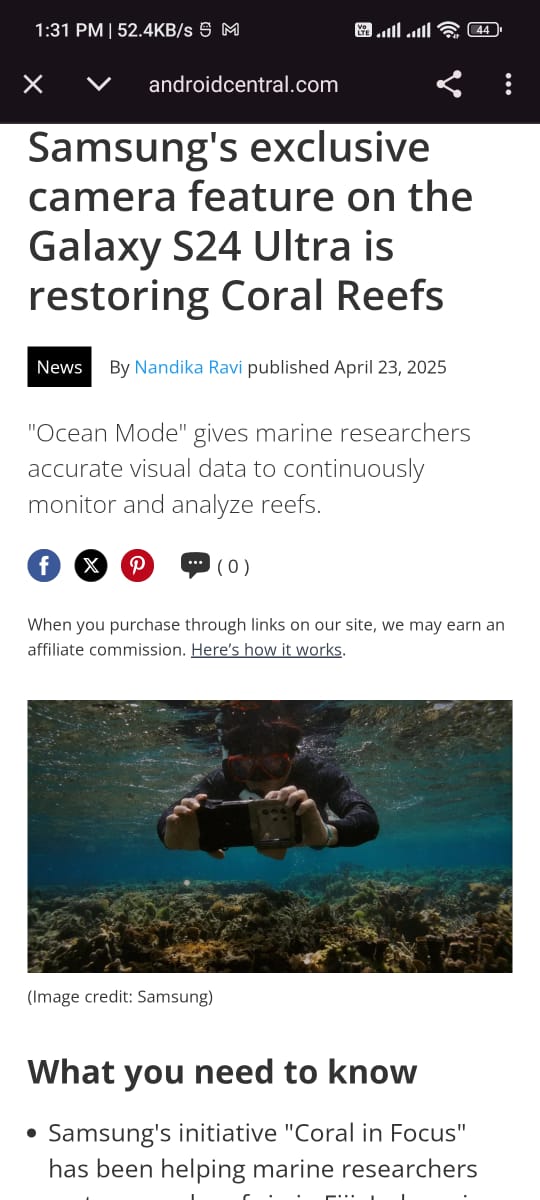 1:31 PM | 52.4KB/s
Vo LTE 44
androidcentral.com
Samsung's exclusive
camera feature on the
Galaxy S24 Ultra is
restoring Coral Reefs
News By Nandika Ravi published April 23, 2025
"Ocean Mode" gives marine researchers
accurate visual data to continuously
monitor and analyze reefs.
( 0 )
When you purchase through links on our site, we may earn an
affiliate commission. Here's how it works.
(Image credit: Samsung)
What you need to know
• Samsung's initiative "Coral in Focus"
has been helping marine researchers